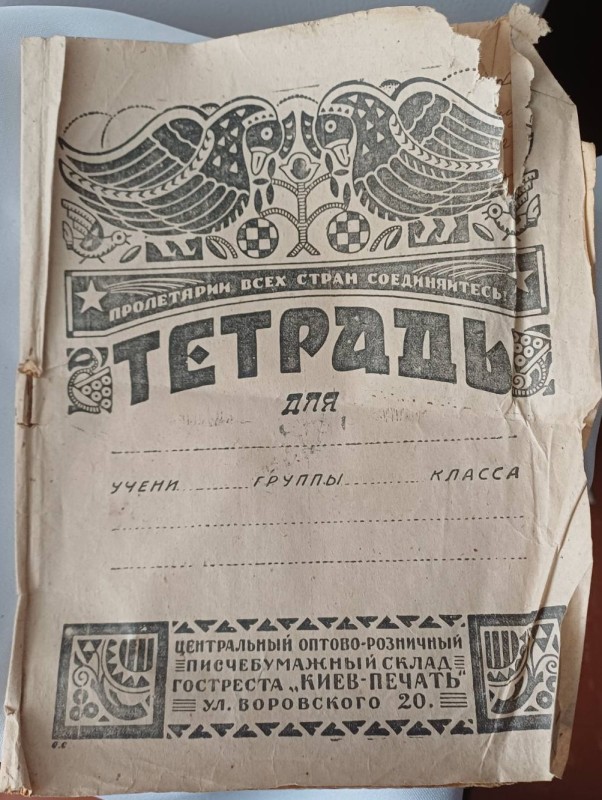 ПРОЛЕТАРИИ ВСЕХ СТРАН СОЕДИНЯЙТЕСЬ!
ТЕТРАДЬ
ДЛЯ
УЧЕНИ ГРУППЫ КЛАССА
ЦЕНТРАЛЬНЫЙ ОПТОВО-РОЗНИЧНЫЙ
ПИСЧЕБУМАЖНЫЙ СКЛАД
ГОСТРЕСТА „КИЕВ-ПЕЧАТЬ"
УЛ. ВОРОВСКОГО 20.